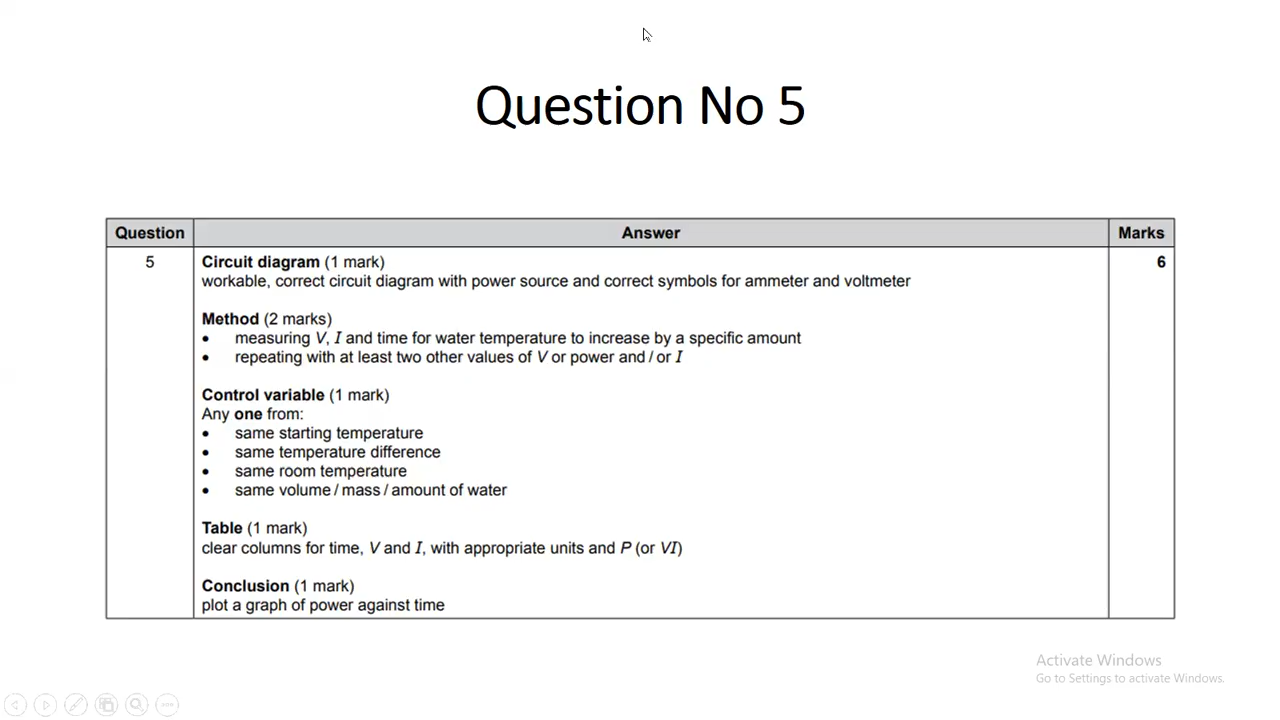 Question No 5
Question Answer Marks
5 Circuit diagram (1 mark) 6
workable, correct circuit diagram with power source and correct symbols for ammeter and voltmeter
Method (2 marks)
• measuring V, I and time for water temperature to increase by a specific amount
• repeating with at least two other values of V or power and / or I
Control variable (1 mark)
Any one from:
• same starting temperature
• same temperature difference
• same room temperature
• same volume / mass / amount of water
Table (1 mark)
clear columns for time, V and I, with appropriate units and P (or VI)
Conclusion (1 mark)
plot a graph of power against time
Activate Windows
Go to Settings to activate Windows.